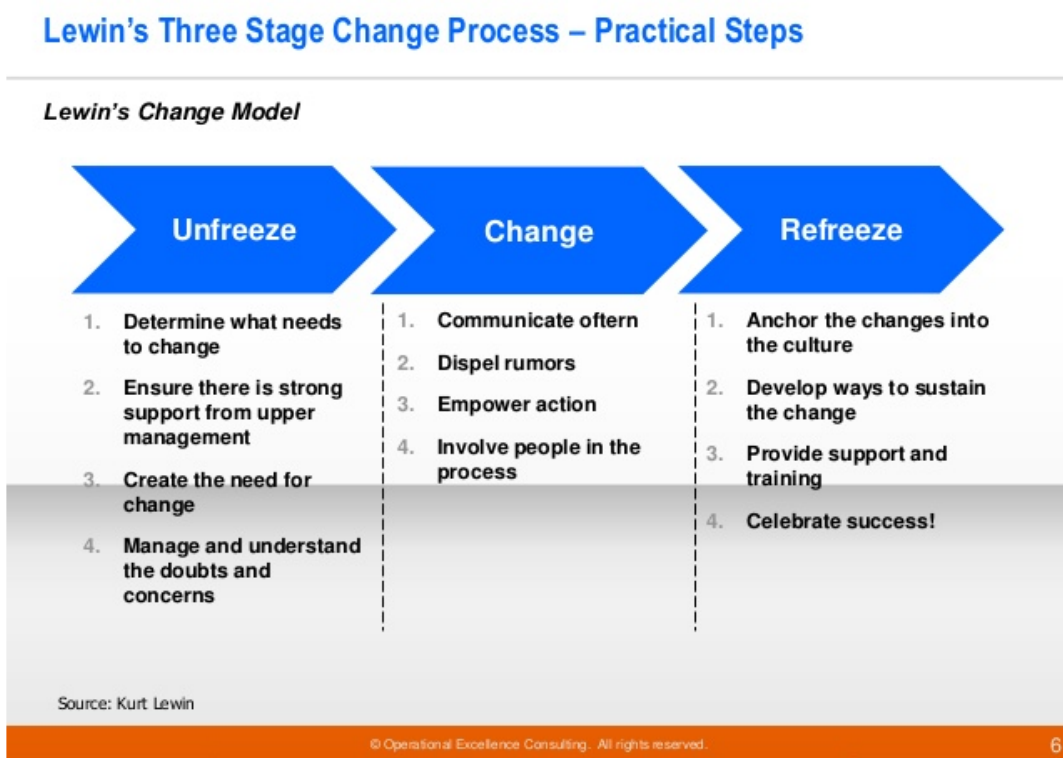 Lewin's Three Stage Change Process – Practical Steps
Lewin's Change Model
Unfreeze
Change
Refreeze
1. Determine what needs
to change
2. Ensure there is strong
support from upper
management
3. Create the need for
change
4. Manage and understand
the doubts and
concerns
1. Communicate oftern
2. Dispel rumors
3. Empower action
4. Involve people in the
process
1. Anchor the changes into
the culture
2. Develop ways to sustain
the change
3. Provide support and
training
4. Celebrate success!
Source: Kurt Lewin
© Operational Excellence Consulting. All rights reserved.
6